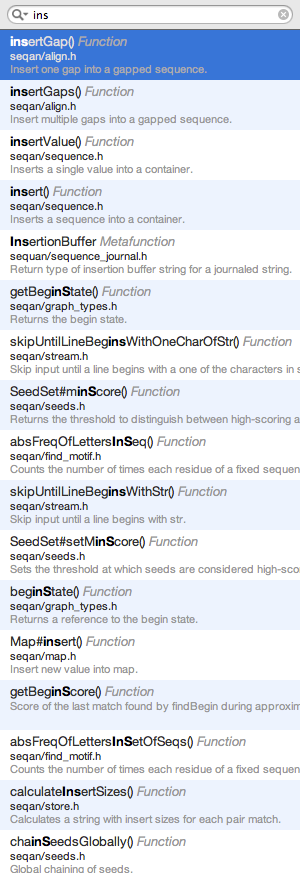 ins
insertGap() Function
seqan/align.h
Insert one gap into a gapped sequence.
insertGaps() Function
seqan/align.h
Insert multiple gaps into a gapped sequence.
insertValue() Function
seqan/sequence.h
Inserts a single value into a container.
insert() Function
seqan/sequence.h
Inserts a sequence into a container.
InsertionBuffer Metafunction
sequan/sequence_journal.h
Return type of insertion buffer string for a journaled string.
getBeginState() Function
seqan/graph_types.h
Returns the begin state.
skipUntilLineBeginsWithOneCharOfStr() Function
seqan/stream.h
Skip input until a line begins with a one of the characters in s
SeedSet#minScore() Function
seqan/seeds.h
Returns the threshold to distinguish between high-scoring a
absFreqOfLettersInSeq() Function
seqan/find_motif.h
Counts the number of times each residue of a fixed sequen
skipUntilLineBeginsWithStr() Function
seqan/stream.h
Skip input until a line begins with str.
SeedSet#setMinScore() Function
seqan/seeds.h
Sets the threshold at which seeds are considered high-sco
beginState() Function
seqan/graph_types.h
Returns a reference to the begin state.
Map#insert() Function
seqan/map.h
Insert new value into map.
getBeginScore() Function
Score of the last match found by findBegin during approxim
absFreqOfLettersInSetOfSeqs() Function
seqan/find_motif.h
Counts the number of times each residue of a fixed sequen
calculateInsertSizes() Function
seqan/store.h
Calculates a string with insert sizes for each pair match.
chainSeedsGlobally() Function
seqan/seeds.h
Global chaining of seeds.